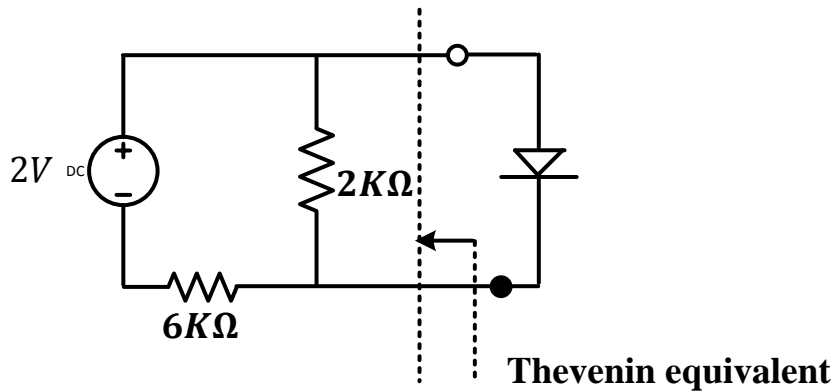 2V DC
2KΩ
6KΩ
Thevenin equivalent